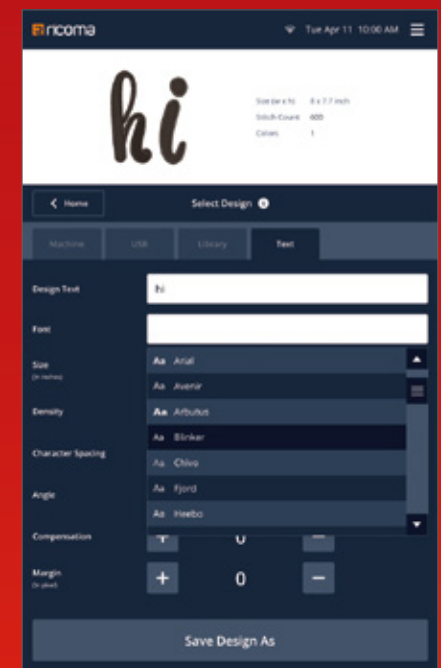 ricoma
Tue Apr 11 10:00 AM
hi
Size (w x h) 8 x 7.7 inch
Stitch Count 600
Colors 1
Home
Select Design
Machine USB Library Text
Design Text hi
Font
Size
(in inches)
Aa Arial
Aa Avenir
Density
Aa Arbutus
Aa Blinker
Character Spacing
Aa Chivo
Angle
Aa Fjord
Aa Heebo
Compensation + 0 −
Margin
(in pixel)
+ 0 −
Save Design As